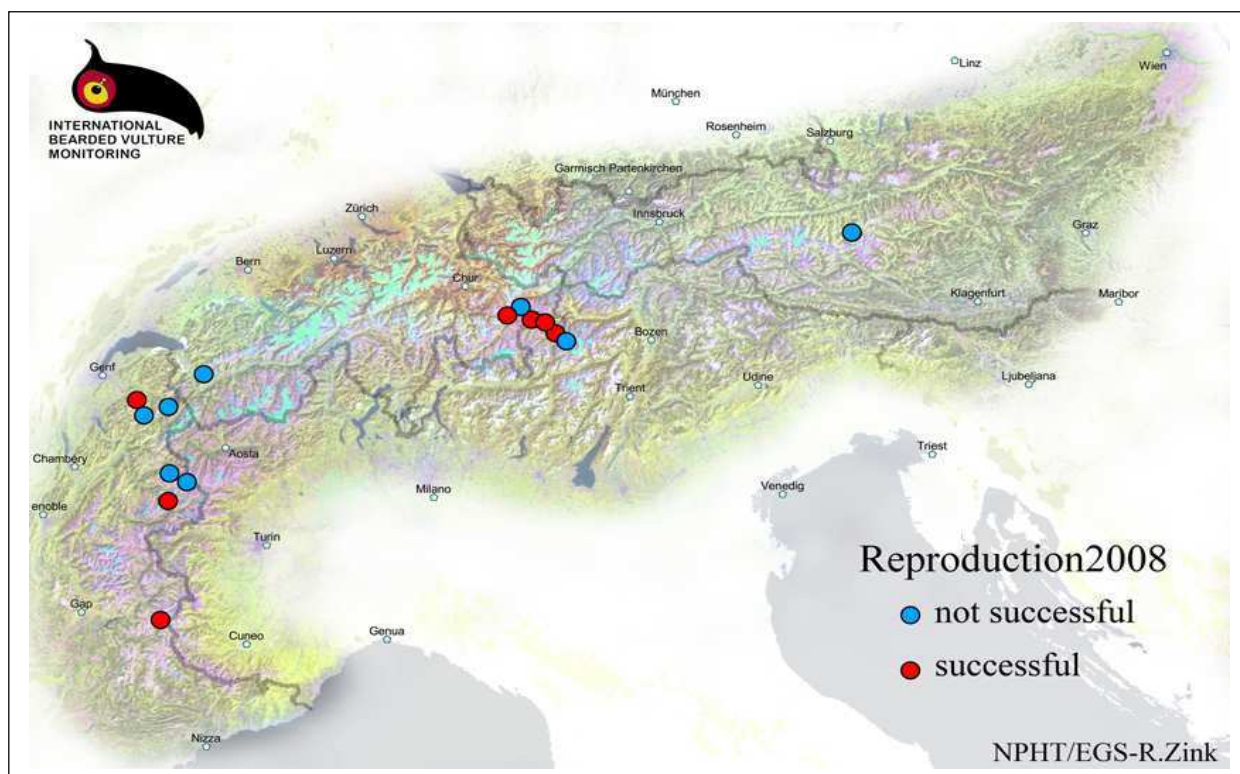 INTERNATIONAL
BEARDED VULTURE
MONITORING
Linz
Wien
München
Rosenheim
Salzburg
Garmisch Partenkirchen
Zürich
Innsbruck
Graz
Luzern
Bern
Chur
Klagenfurt
Maribor
Bozen
Genf
Trient
Udine
Ljubeljana
Aosta
Chambéry
Triest
Milano
Venedig
enoble
Turin
Gap
Cuneo
Genua
Nizza
Reproduction2008
not successful
successful
NPHT/EGS-R.Zink